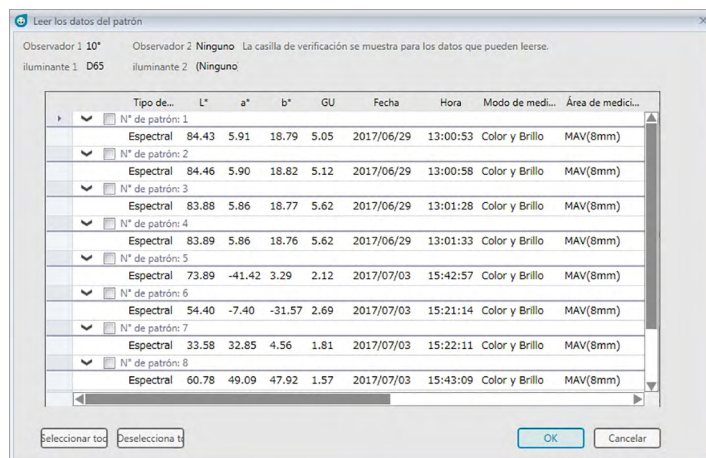 Leer los datos del patrón
Observador 1 10° Observador 2 Ninguno La casilla de verificación se muestra para los datos que pueden leerse.
iluminante 1 D65 iluminante 2 (Ninguno
Tipo de... L* a* b* GU Fecha Hora Modo de medi... Área de medici...
N° de patrón: 1
Espectral 84.43 5.91 18.79 5.05 2017/06/29 13:00:53 Color y Brillo MAV(8mm)
N° de patrón: 2
Espectral 84.46 5.90 18.82 5.12 2017/06/29 13:00:58 Color y Brillo MAV(8mm)
N° de patrón: 3
Espectral 83.88 5.86 18.77 5.62 2017/06/29 13:01:28 Color y Brillo MAV(8mm)
N° de patrón: 4
Espectral 83.89 5.86 18.76 5.62 2017/06/29 13:01:33 Color y Brillo MAV(8mm)
N° de patrón: 5
Espectral 73.89 -41.42 3.29 2.12 2017/07/03 15:42:57 Color y Brillo MAV(8mm)
N° de patrón: 6
Espectral 54.40 -7.40 -31.57 2.69 2017/07/03 15:21:14 Color y Brillo MAV(8mm)
N° de patrón: 7
Espectral 33.58 32.85 4.56 1.81 2017/07/03 15:22:11 Color y Brillo MAV(8mm)
N° de patrón: 8
Espectral 60.78 49.09 47.92 1.57 2017/07/03 15:43:09 Color y Brillo MAV(8mm)
Seleccionar tod Deselecciona to OK Cancelar